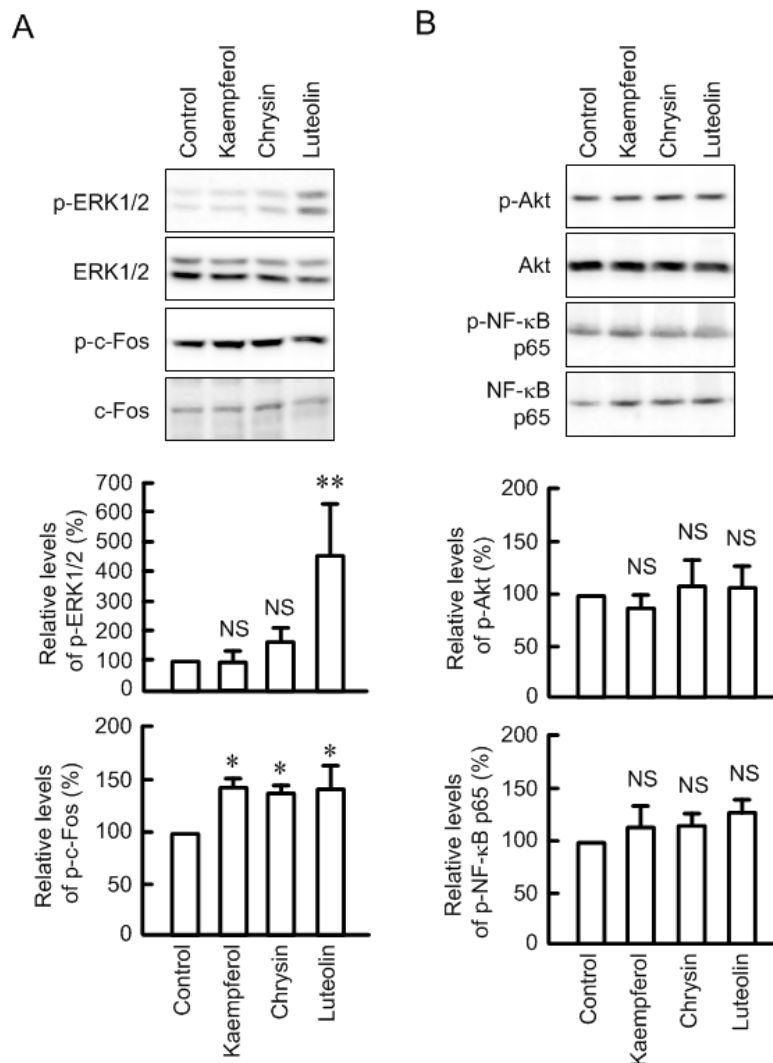 A
Control
Kaempferol
Chrysin
Luteolin
p-ERK1/2
ERK1/2
p-c-Fos
c-Fos
Relative levels
of p-ERK1/2 (%)
700
600
500
400
300
200
100
0
NS
NS
**
Relative levels
of p-c-Fos (%)
200
150
100
50
0
*
*
*
Control
Kaempferol
Chrysin
Luteolin
B
Control
Kaempferol
Chrysin
Luteolin
p-Akt
Akt
p-NF-κB
p65
NF-κB
p65
Relative levels
of p-Akt (%)
200
150
100
50
0
NS
NS
NS
Relative levels
of p-NF-κB p65 (%)
200
150
100
50
0
NS
NS
NS
Control
Kaempferol
Chrysin
Luteolin